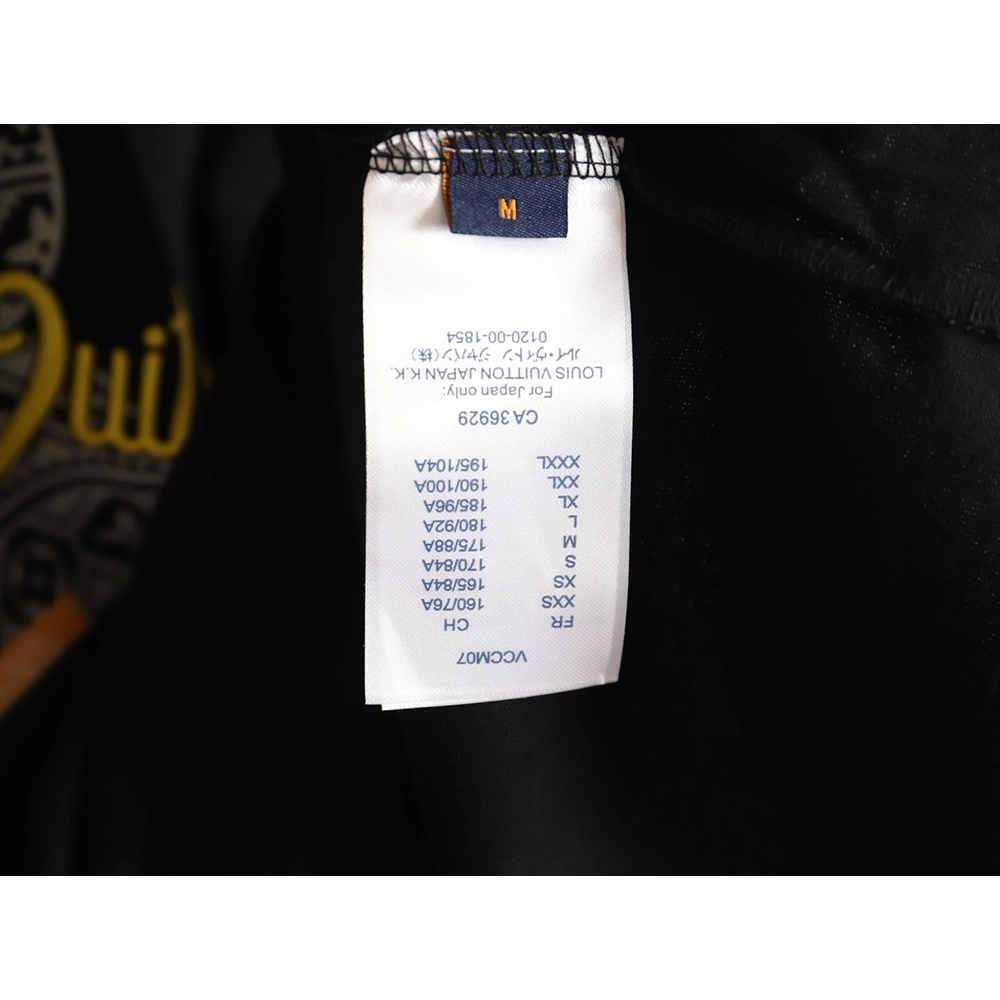 M
VCCM07
FR CH
XXS 160/76A
XS 165/84A
S 170/84A
M 175/88A
L 180/92A
XL 185/96A
XXL 190/100A
XXXL 195/104A
CA 36929
For Japan only:
LOUIS VUITTON JAPAN K.K.
ルイ・ヴィトン ジャパン(株)
0120-00-1854